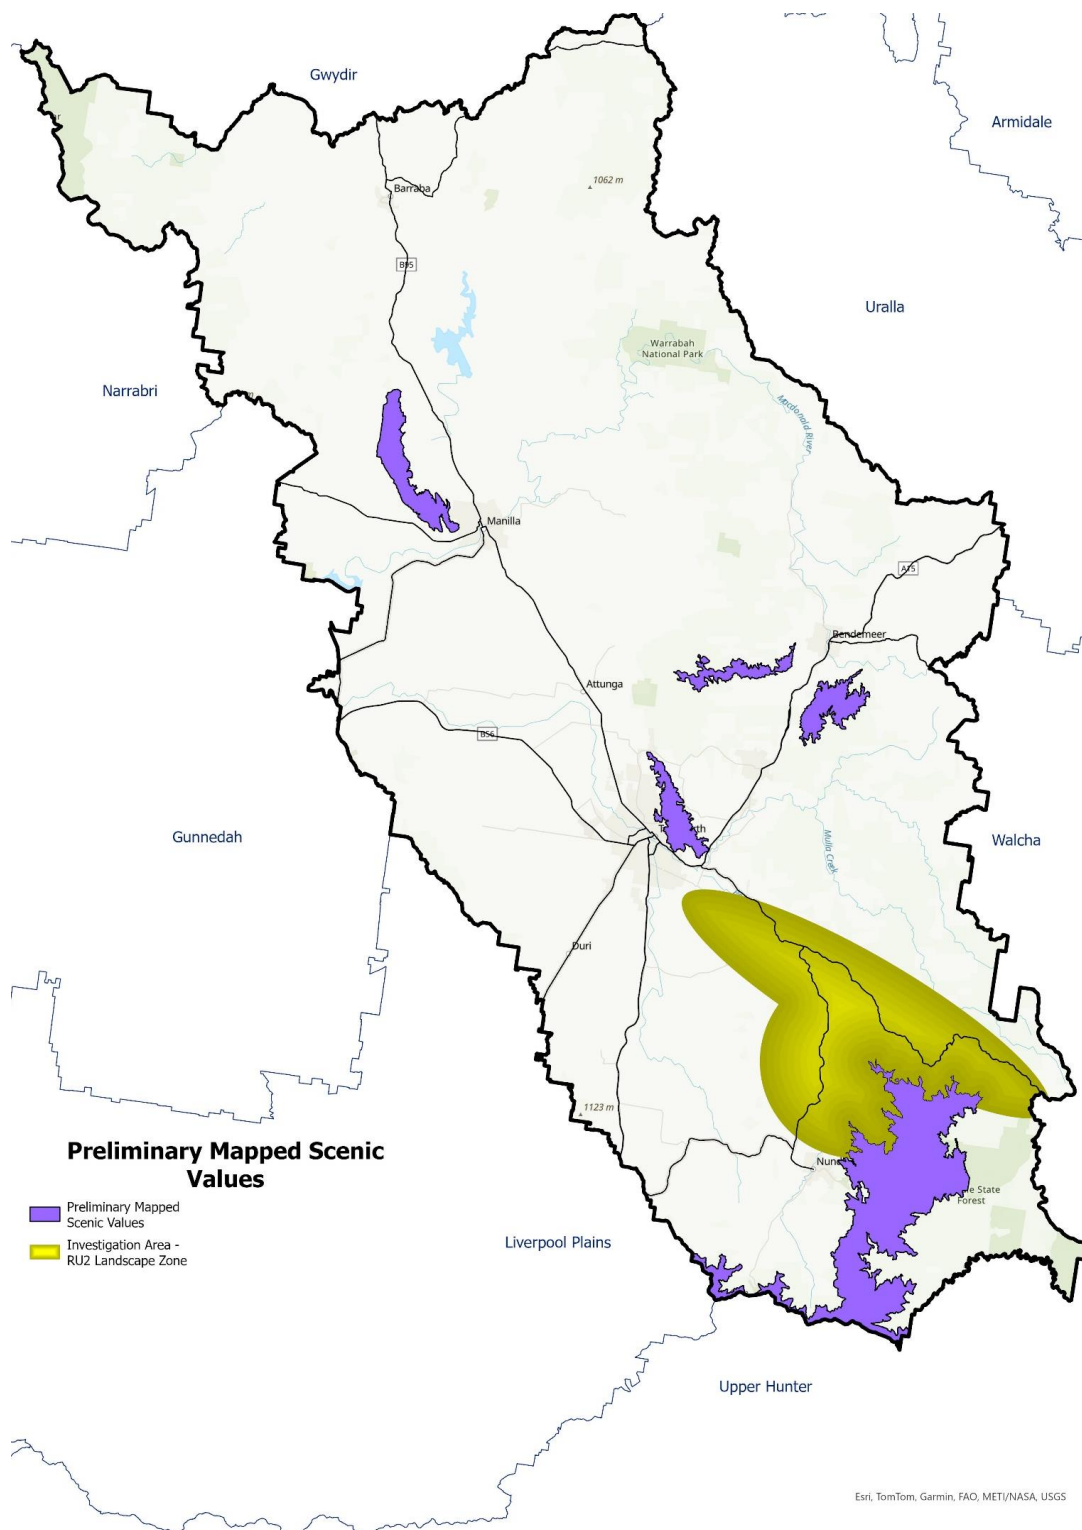 Gwydir
Armidale
1062 m
Barraba
B95
Uralla
Warrabah
National Park
Narrabri
Macdonald River
Manilla
A15
Bendemeer
Attunga
B56
Gunnedah
Mulla Creek
Walcha
Duri
1123 m
Preliminary Mapped Scenic
Values
Preliminary Mapped
Scenic Values
Investigation Area -
RU2 Landscape Zone
State
Forest
Liverpool Plains
Upper Hunter
Esri, TomTom, Garmin, FAO, METI/NASA, USGS